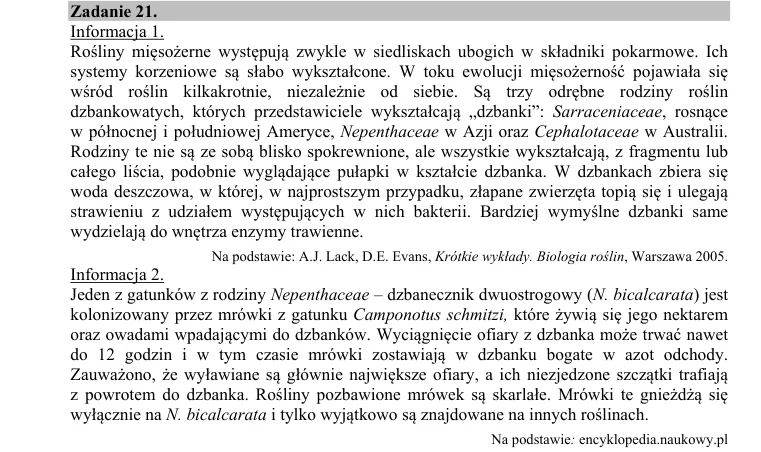 Zadanie 21.
Informacja 1.
Rośliny mięsożerne występują zwykle w siedliskach ubogich w składniki pokarmowe. Ich
systemy korzeniowe są słabo wykształcone. W toku ewolucji mięsożerność pojawiała się
wśród roślin kilkakrotnie, niezależnie od siebie. Są trzy odrębne rodziny roślin
dzbankowatych, których przedstawiciele wykształcają „dzbanki”: Sarraceniaceae, rosnące
w północnej i południowej Ameryce, Nepenthaceae w Azji oraz Cephalotaceae w Australii.
Rodziny te nie są ze sobą blisko spokrewnione, ale wszystkie wykształcają, z fragmentu lub
całego liścia, podobnie wyglądające pułapki w kształcie dzbanka. W dzbankach zbiera się
woda deszczowa, w której, w najprostszym przypadku, złapane zwierzęta topią się i ulegają
strawieniu z udziałem występujących w nich bakterii. Bardziej wymyślne dzbanki same
wydzielają do wnętrza enzymy trawienne.
Na podstawie: A.J. Lack, D.E. Evans, Krótkie wykłady. Biologia roślin, Warszawa 2005.
Informacja 2.
Jeden z gatunków z rodziny Nepenthaceae – dzbanecznik dwuostrogowy (N. bicalcarata) jest
kolonizowany przez mrówki z gatunku Camponotus schmitzi, które żywią się jego nektarem
oraz owadami wpadającymi do dzbanków. Wyciągnięcie ofiary z dzbanka może trwać nawet
do 12 godzin i w tym czasie mrówki zostawiają w dzbanku bogate w azot odchody.
Zauważono, że wyławiane są głównie największe ofiary, a ich niezjedzone szczątki trafiają
z powrotem do dzbanka. Rośliny pozbawione mrówek są skarlałe. Mrówki te gnieżdżą się
wyłącznie na N. bicalcarata i tylko wyjątkowo są znajdowane na innych roślinach.
Na podstawie: encyklopedia.naukowy.pl